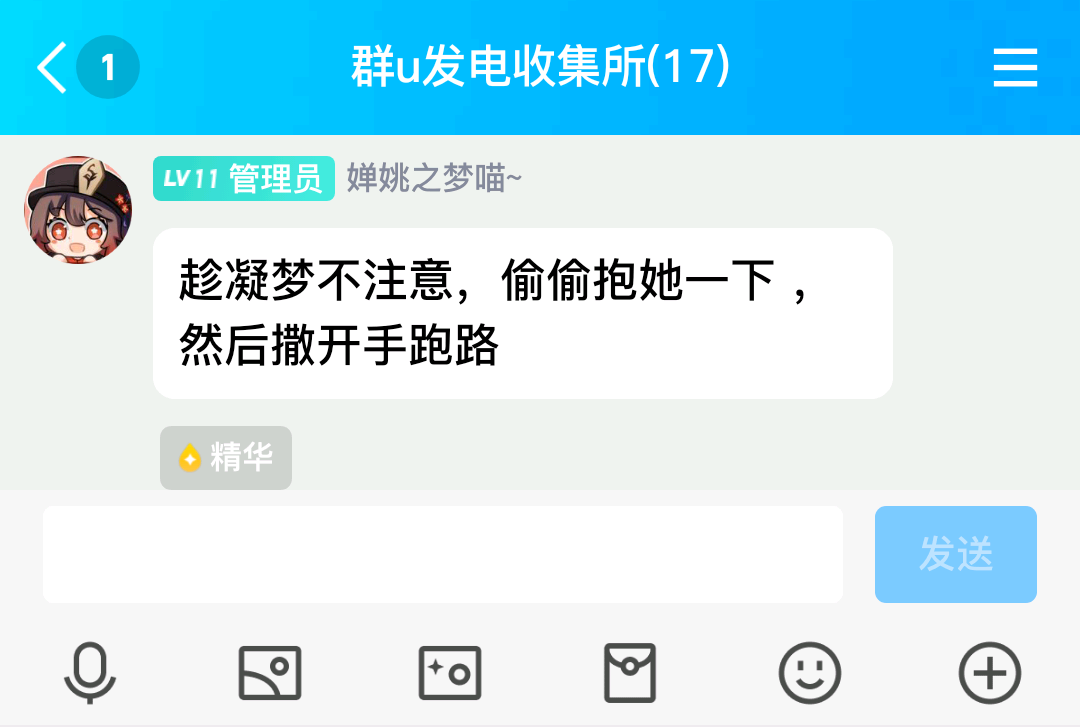 1
群u发电收集所(17)
LV11 管理员 婵姚之梦喵~
趁凝梦不注意，偷偷抱她一下，
然后撒开手跑路
精华
发送